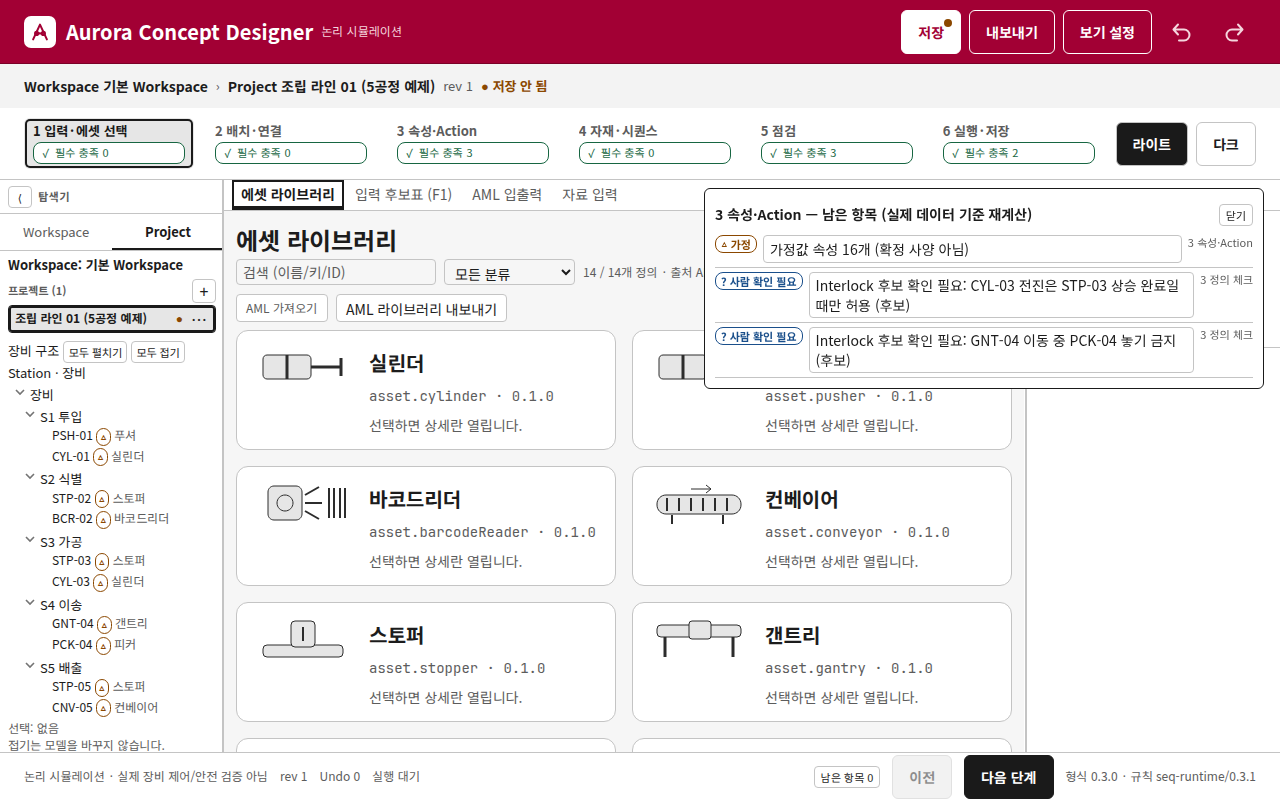 Aurora Concept Designer 논리 시뮬레이션
저장 내보내기 보기 설정
Workspace 기본 Workspace › Project 조립 라인 01 (5공정 예제) rev 1 ● 저장 안 됨
1 입력·에셋 선택
✓ 필수 충족 0
2 배치·연결
✓ 필수 충족 0
3 속성·Action
✓ 필수 충족 3
4 자재·시퀀스
✓ 필수 충족 0
5 점검
✓ 필수 충족 3
6 실행·저장
✓ 필수 충족 2
라이트 다크
⟨ 탐색기
Workspace Project
Workspace: 기본 Workspace
프로젝트 (1) +
조립 라인 01 (5공정 예제) ● ···
장비 구조 모두 펼치기 모두 접기
Station · 장비
장비
S1 투입
PSH-01 △ 푸셔
CYL-01 △ 실린더
S2 식별
STP-02 △ 스토퍼
BCR-02 △ 바코드리더
S3 가공
STP-03 △ 스토퍼
CYL-03 △ 실린더
S4 이송
GNT-04 △ 갠트리
PCK-04 △ 피커
S5 배출
STP-05 △ 스토퍼
CNV-05 △ 컨베이어
선택: 없음
접기는 모델을 바꾸지 않습니다.
에셋 라이브러리 입력 후보표 (F1) AML 입출력 자료 입력
에셋 라이브러리
검색 (이름/키/ID) 모든 분류 14 / 14개 정의 · 출처 A
AML 가져오기 AML 라이브러리 내보내기
실린더
asset.cylinder · 0.1.0
선택하면 상세란 열립니다.
asset.pusher · 0.1.0
선택하면 상세란 열립니다.
바코드리더
asset.barcodeReader · 0.1.0
선택하면 상세란 열립니다.
컨베이어
asset.conveyor · 0.1.0
선택하면 상세란 열립니다.
스토퍼
asset.stopper · 0.1.0
선택하면 상세란 열립니다.
갠트리
asset.gantry · 0.1.0
선택하면 상세란 열립니다.
3 속성·Action — 남은 항목 (실제 데이터 기준 재계산) 닫기
△ 가정 가정값 속성 16개 (확정 사양 아님) 3 속성·Action
? 사람 확인 필요 Interlock 후보 확인 필요: CYL-03 전진은 STP-03 상승 완료일 3 정의 체크
때만 허용 (후보)
? 사람 확인 필요 Interlock 후보 확인 필요: GNT-04 이동 중 PCK-04 놓기 금지 3 정의 체크
(후보)
논리 시뮬레이션 · 실제 장비 제어/안전 검증 아님 rev 1 Undo 0 실행 대기
남은 항목 0 이전 다음 단계 형식 0.3.0 · 규칙 seq-runtime/0.3.1